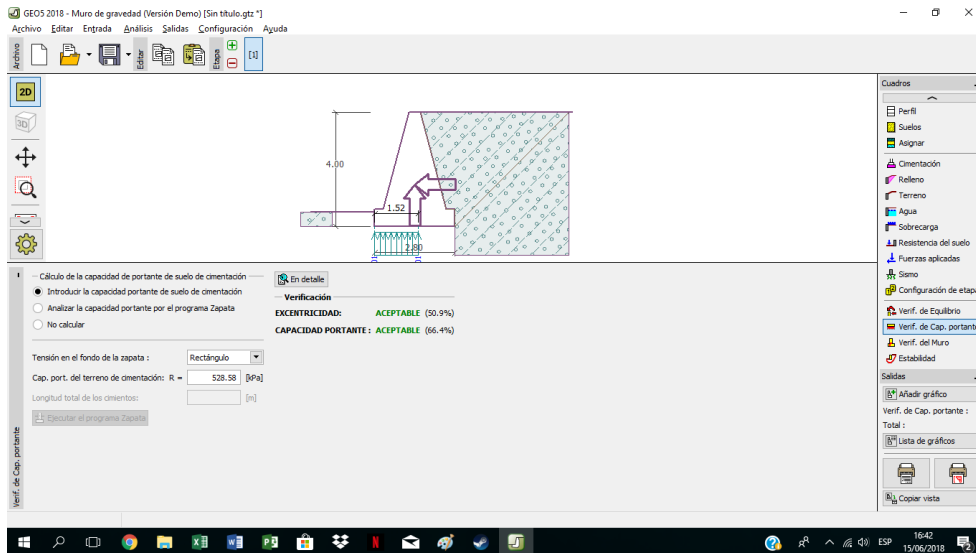 GEO5 2018 - Muro de gravedad (Versión Demo) [Sin título.gtz *]
Archivo Editar Entrada Análisis Salidas Configuración Ayuda
Archivo
Editar
Etapa
[1]
2D
3D
4.00
1.52
2.80
Cuadros
Perfil
Suelos
Asignar
Cimentación
Relleno
Terreno
Agua
Sobrecarga
Resistencia del suelo
Fuerzas aplicadas
Sismo
Configuración de etapa
Verif. de Equilibrio
Verif. de Cap. portante
Verif. del Muro
Estabilidad
Salidas
Añadir gráfico
Verif. de Cap. portante :
Total :
Lista de gráficos
Copiar vista
Verif. de Cap. portante
Cálculo de la capacidad de portante de suelo de cimentación
Introducir la capacidad portante de suelo de cimentación
Analizar la capacidad portante por el programa Zapata
No calcular
Tensión en el fondo de la zapata : Rectángulo
Cap. port. del terreno de cimentación: R = 528.58 [kPa]
Longitud total de los cimientos: [m]
Ejecutar el programa Zapata
En detalle
Verificación
EXCENTRICIDAD: ACEPTABLE (50.9%)
CAPACIDAD PORTANTE : ACEPTABLE (66.4%)
ESP
16:42
15/06/2018